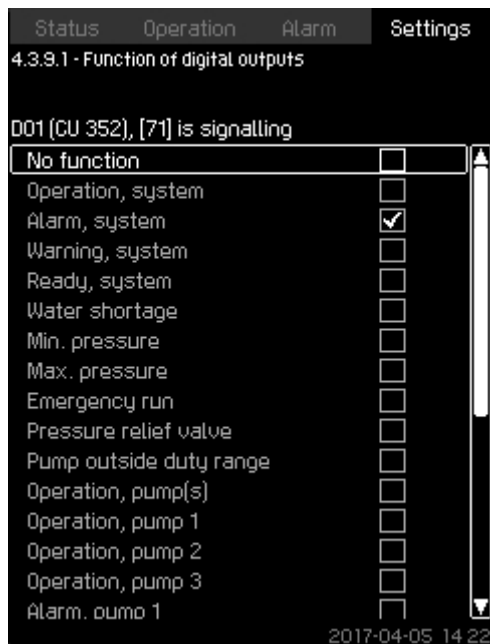 Status Operation Alarm Settings
4.3.9.1 - Function of digital outputs
DO1 (CU 352), [71] is signalling
No function
Operation, system
Alarm, system
Warning, system
Ready, system
Water shortage
Min. pressure
Max. pressure
Emergency run
Pressure relief valve
Pump outside duty range
Operation, pump(s)
Operation, pump 1
Operation, pump 2
Operation, pump 3
Alarm, pump 1
2017-04-05 14:22